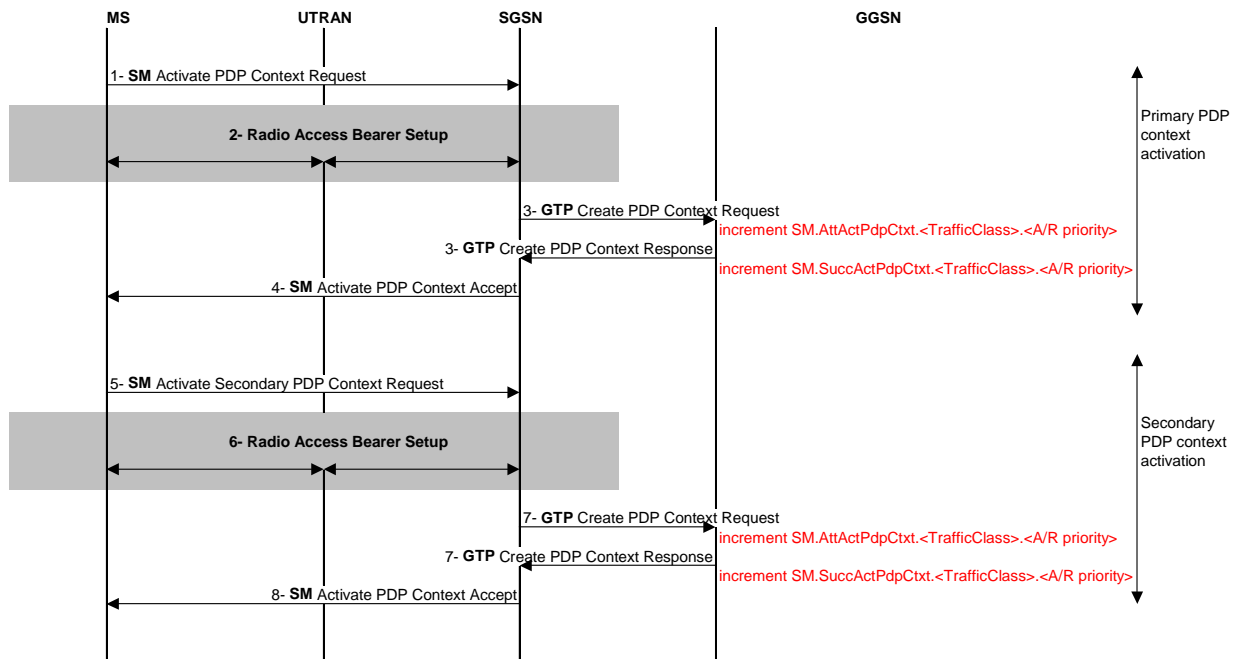 MS UTRAN SGSN GGSN
1- SM Activate PDP Context Request
Primary PDP
context
activation
2- Radio Access Bearer Setup
3- GTP Create PDP Context Request
increment SM.AttActPdpCtxt.<TrafficClass>.<A/R priority>
3- GTP Create PDP Context Response
increment SM.SuccActPdpCtxt.<TrafficClass>.<A/R priority>
4- SM Activate PDP Context Accept
5- SM Activate Secondary PDP Context Request
Secondary
PDP context
activation
6- Radio Access Bearer Setup
7- GTP Create PDP Context Request
increment SM.AttActPdpCtxt.<TrafficClass>.<A/R priority>
7- GTP Create PDP Context Response
increment SM.SuccActPdpCtxt.<TrafficClass>.<A/R priority>
8- SM Activate PDP Context Accept